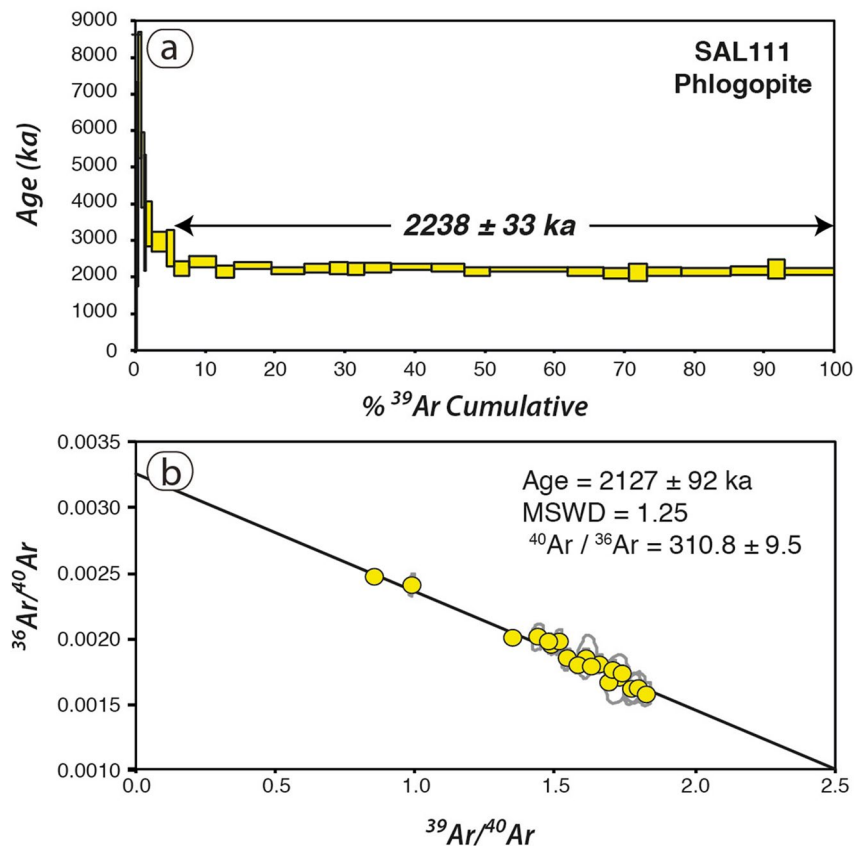 9000
8000
7000
6000
5000
4000
3000
2000
1000
0
Age (ka)
a
SAL111
Phlogopite
2238 ± 33 ka
0 10 20 30 40 50 60 70 80 90 100
% ³⁹Ar Cumulative
0.0035
0.0030
0.0025
0.0020
0.0015
0.0010
³⁶Ar/⁴⁰Ar
b
Age = 2127 ± 92 ka
MSWD = 1.25
⁴⁰Ar / ³⁶Ar = 310.8 ± 9.5
0.0 0.5 1.0 1.5 2.0 2.5
³⁹Ar/⁴⁰Ar